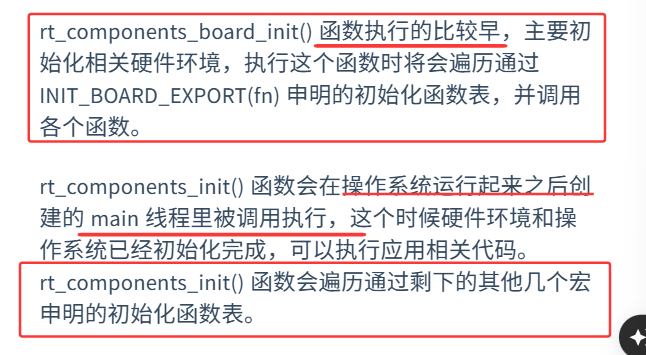 rt_components_board_init() 函数执行的比较早，主要初
始化相关硬件环境，执行这个函数时将会遍历通过
INIT_BOARD_EXPORT(fn) 申明的初始化函数表，并调用
各个函数。
rt_components_init() 函数会在操作系统运行起来之后创
建的 main 线程里被调用执行，这个时候硬件环境和操
作系统已经初始化完成，可以执行应用相关代码。
rt_components_init() 函数会遍历通过剩下的其他几个宏
申明的初始化函数表。